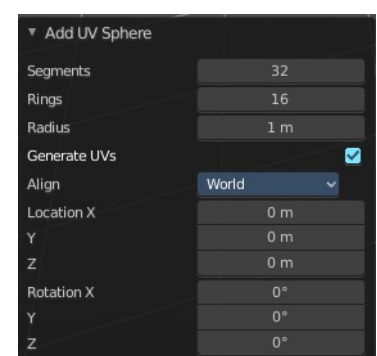 Add UV Sphere
Segments 32
Rings 16
Radius 1 m
Generate UVs
Align World
Location X 0 m
Y 0 m
Z 0 m
Rotation X 0°
Y 0°
Z 0°